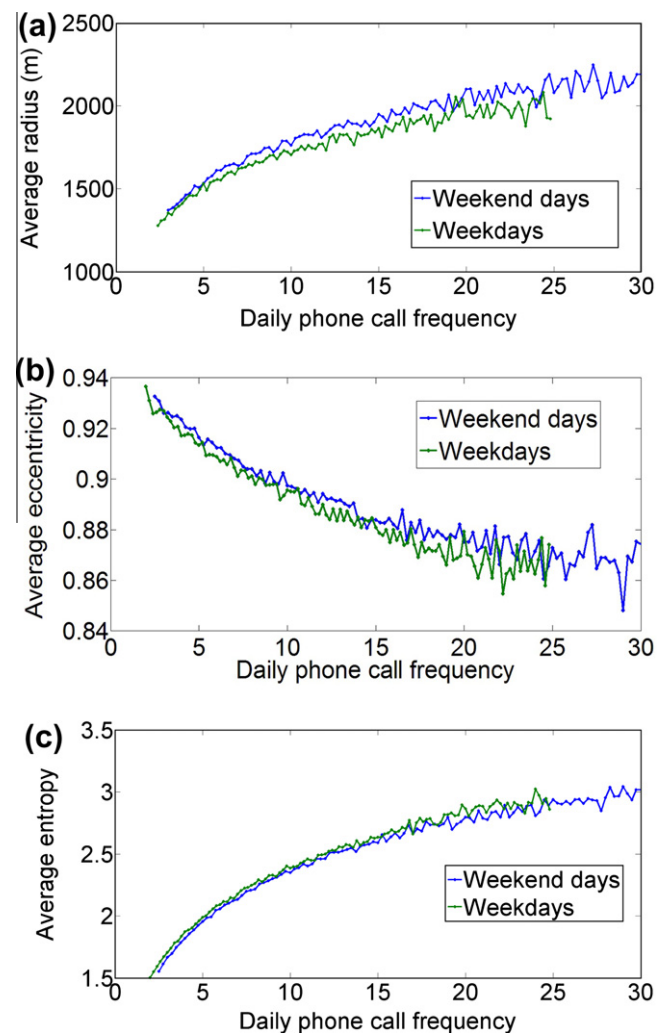 (a)
Average radius (m)
2500
2000
1500
1000
0 5 10 15 20 25 30
Weekend days
Weekdays
Daily phone call frequency
(b)
Average eccentricity
0.94
0.92
0.9
0.88
0.86
0.84
0 5 10 15 20 25 30
Weekend days
Weekdays
Daily phone call frequency
(c)
Average entropy
3.5
3
2.5
2
1.5
0 5 10 15 20 25 30
Weekend days
Weekdays
Daily phone call frequency